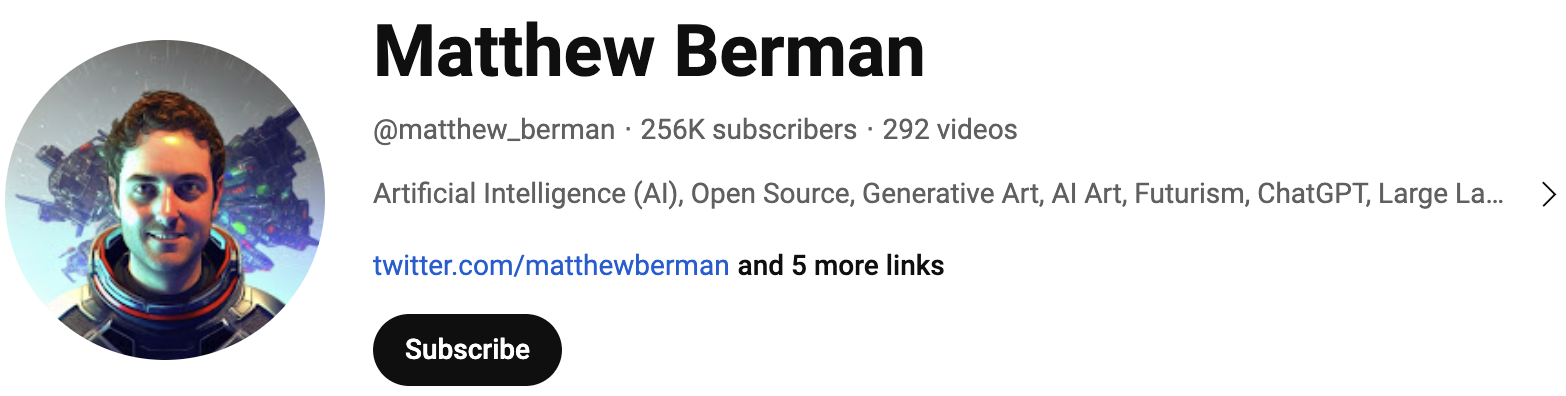 Matthew Berman
@matthew_berman · 256K subscribers · 292 videos
Artificial Intelligence (AI), Open Source, Generative Art, AI Art, Futurism, ChatGPT, Large La...
twitter.com/matthewberman and 5 more links
Subscribe